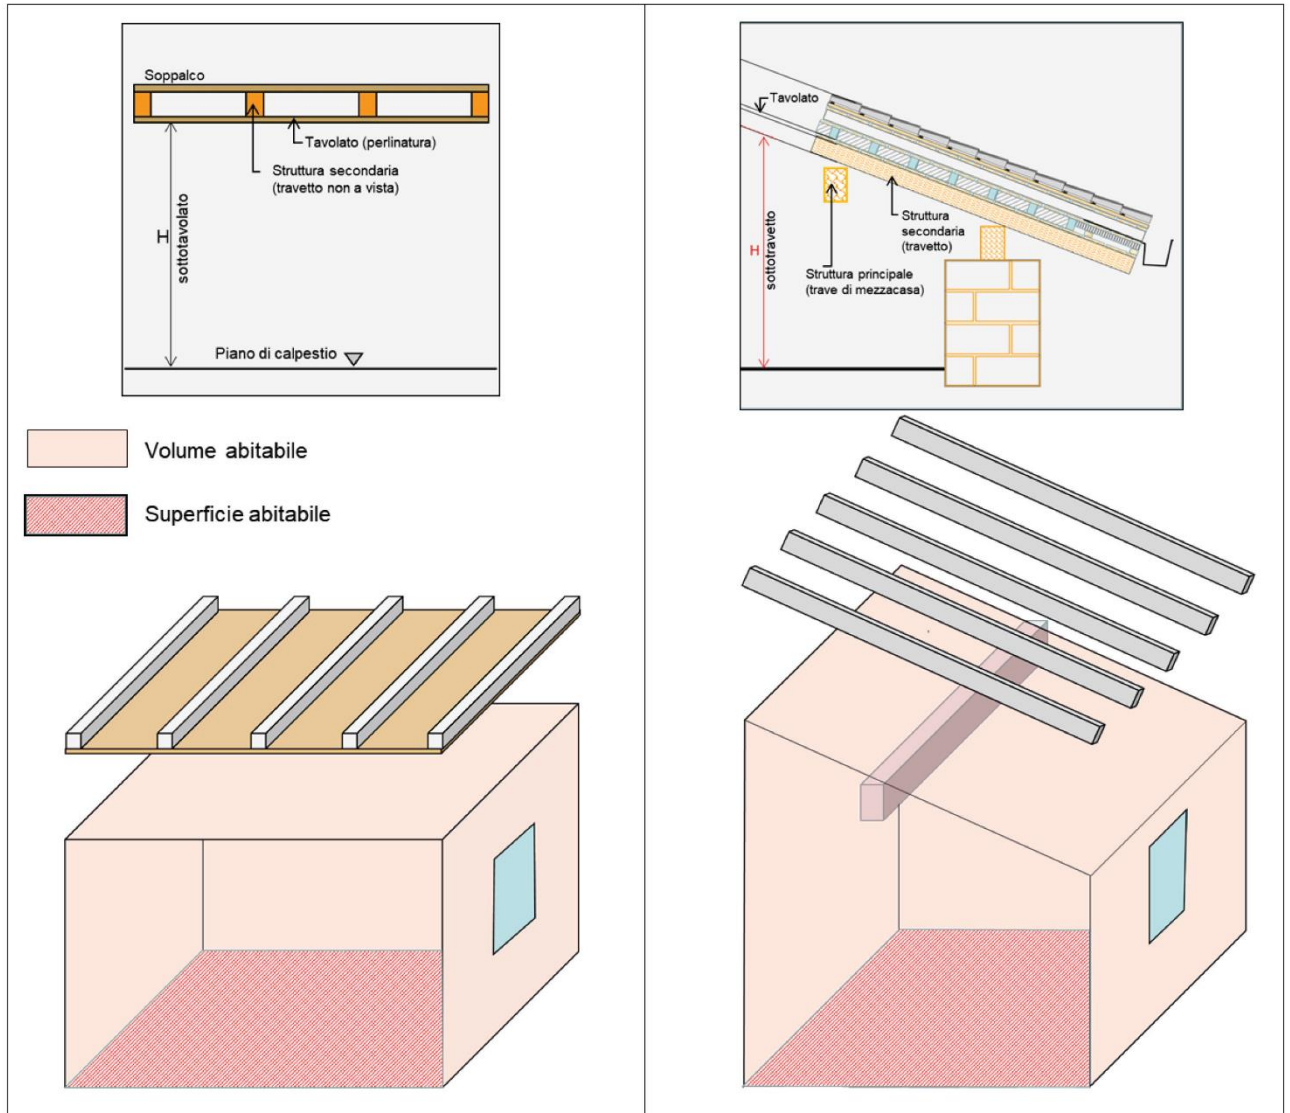 Soppalco
Tavolato (perlinatura)
Struttura secondaria
(travetto non a vista)
H
sottotavolato
Piano di calpestio
Volume abitabile
Superficie abitabile
Tavolato
Struttura
secondaria
(travetto)
Struttura principale
(trave di mezzacasa)
H
sottotravetto